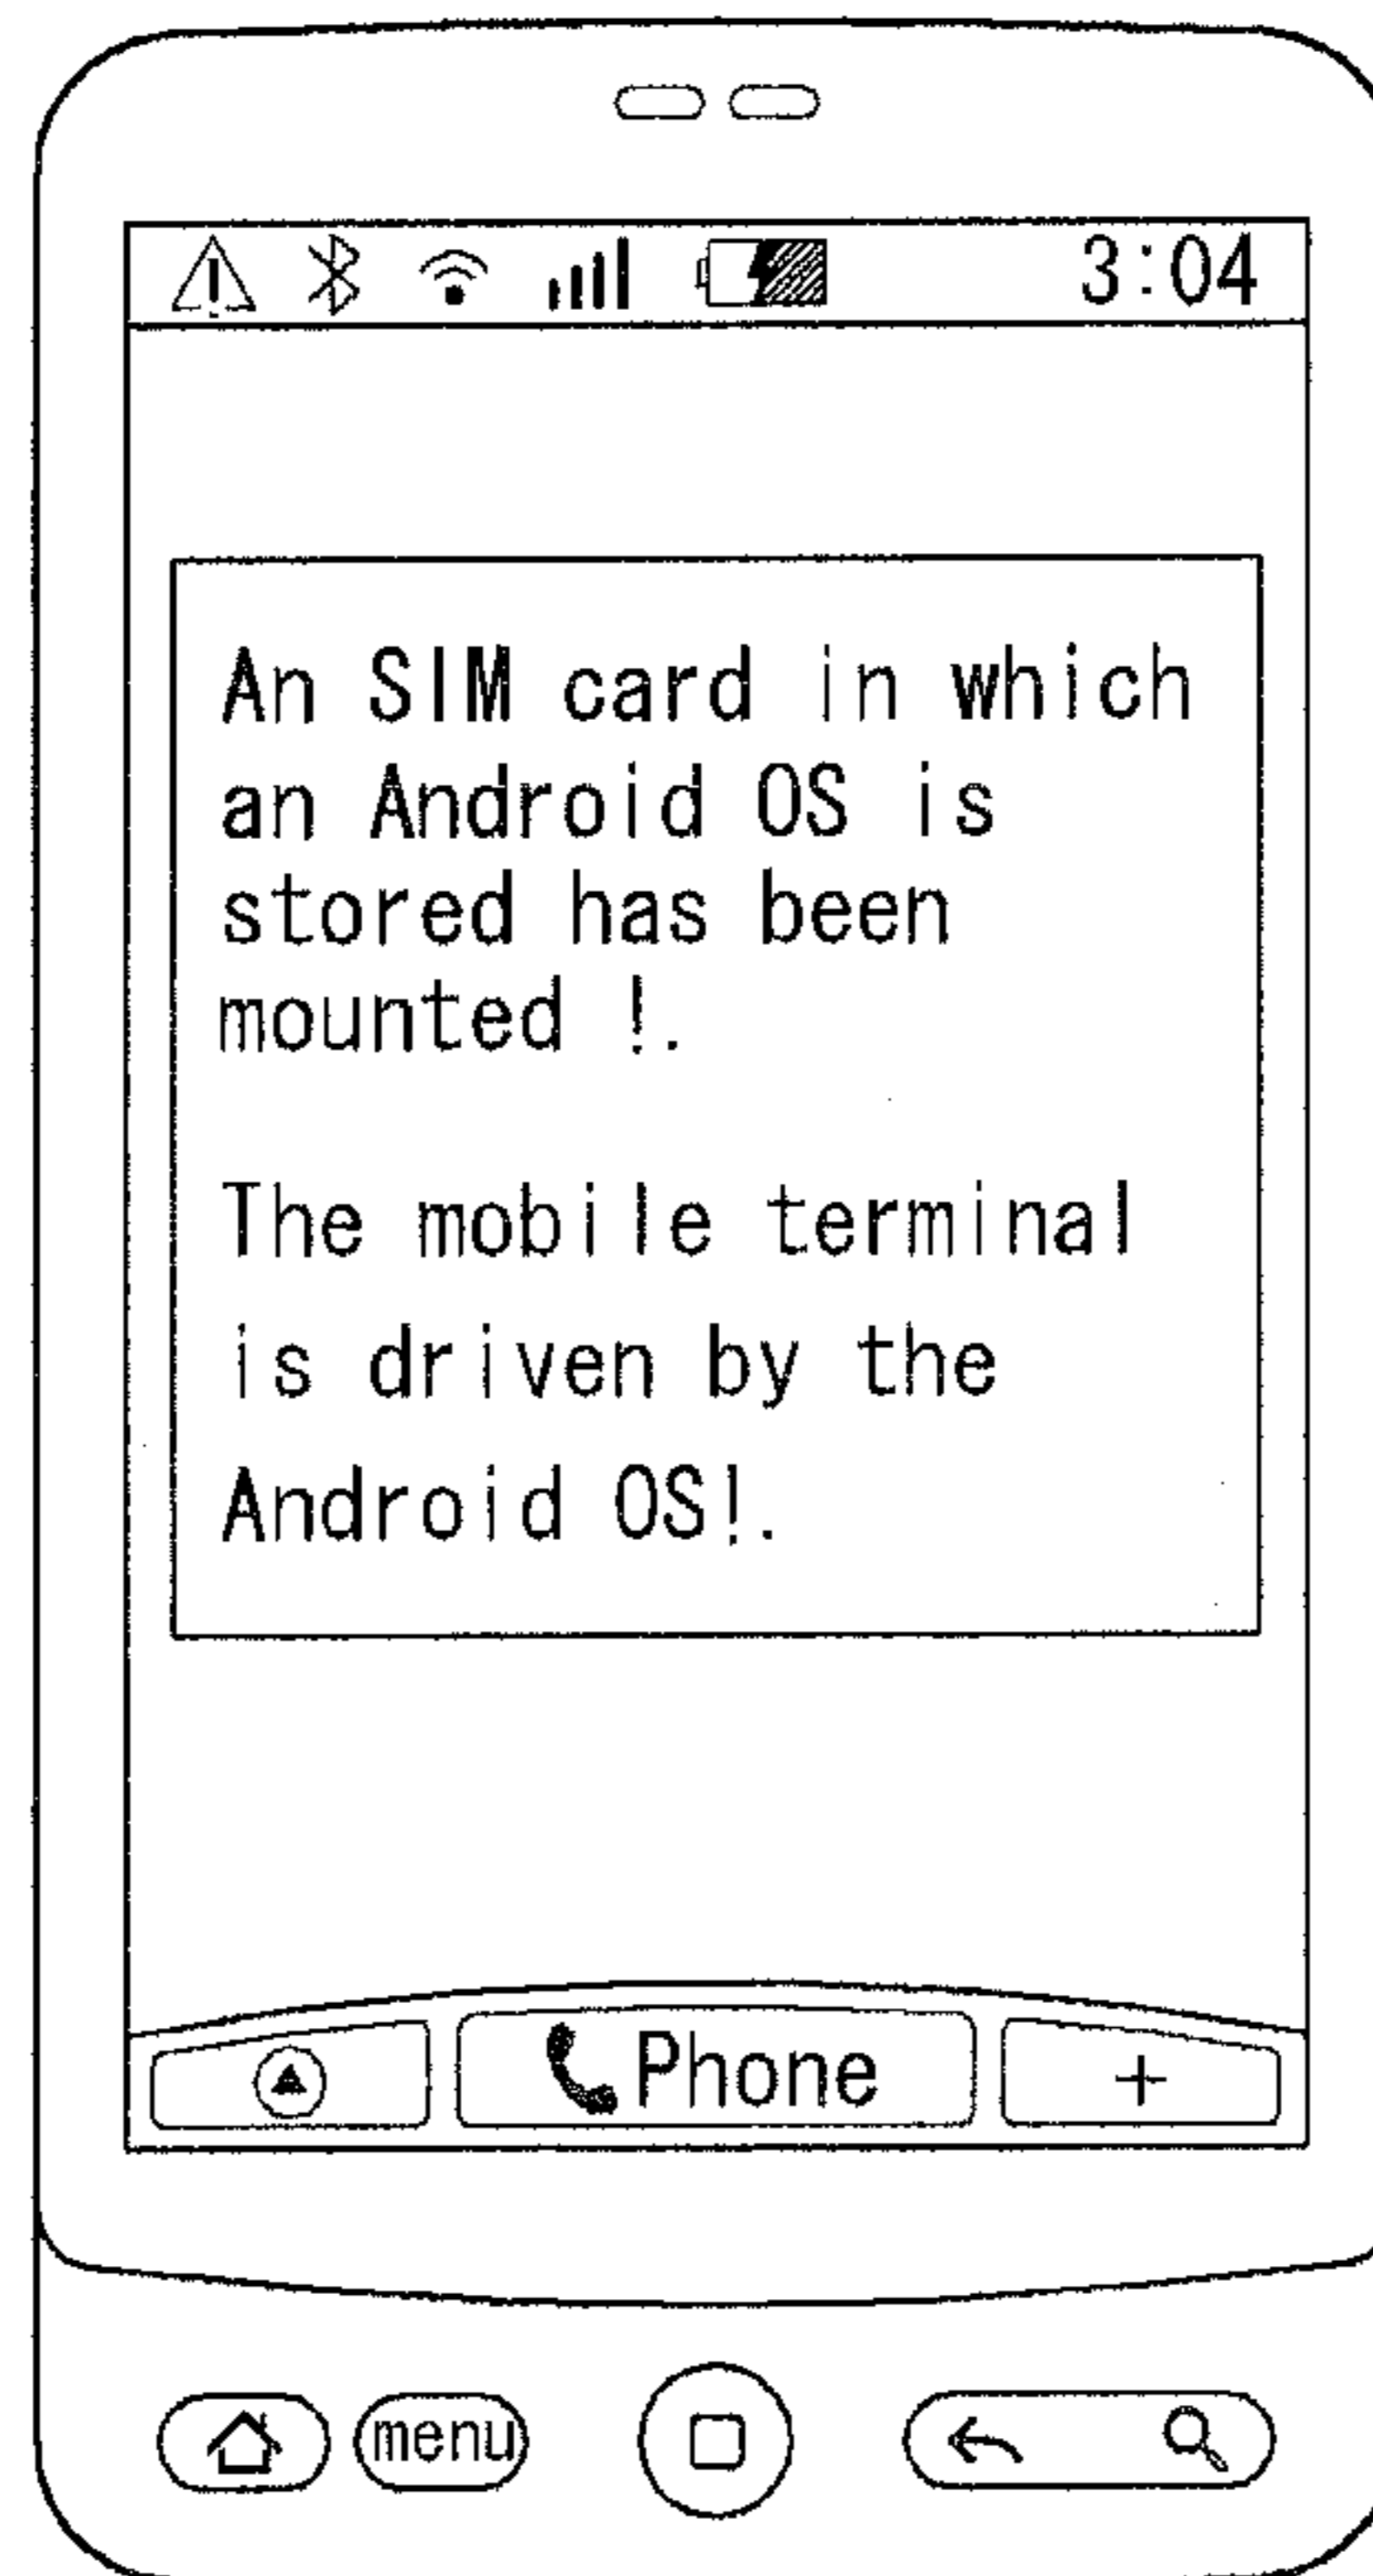 3:04
An SIM card in which
an Android OS is
stored has been
mounted !.
The mobile terminal
is driven by the
Android OS!.
Phone
+
menu